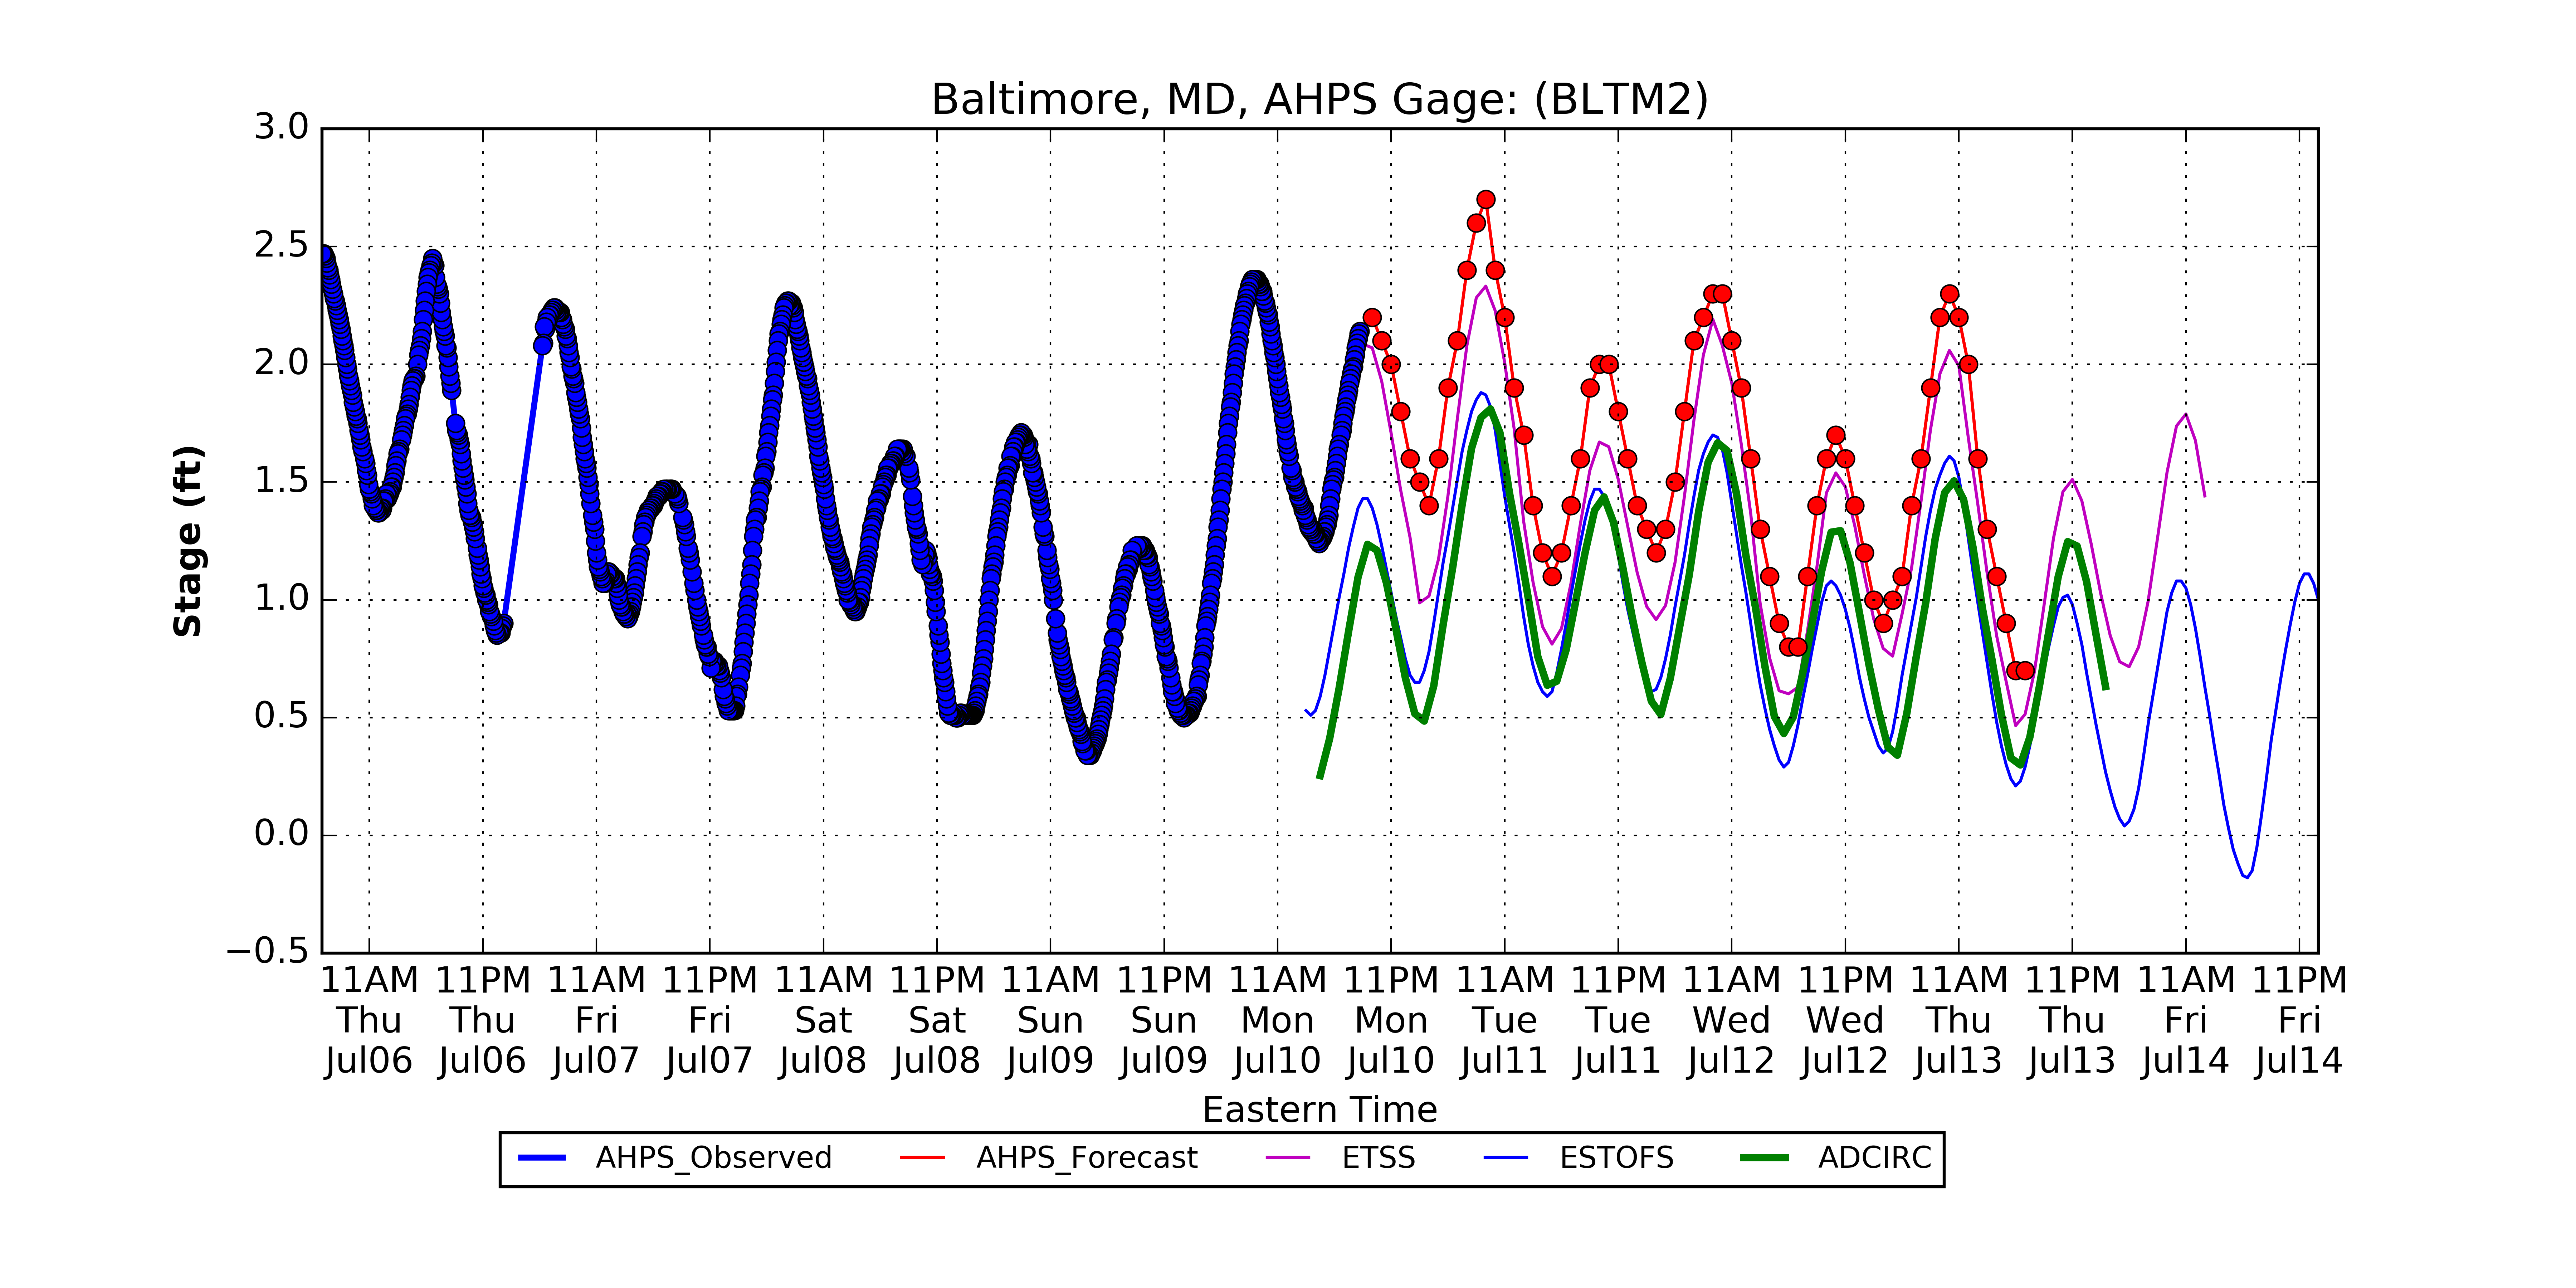 Baltimore, MD, AHPS Gage: (BLTM2)
3.0
2.5
2.0
1.5
1.0
0.5
0.0
−0.5
Stage (ft)
11AM 11PM 11AM 11PM 11AM 11PM 11AM 11PM 11AM 11PM 11AM 11PM 11AM 11PM 11AM 11PM 11AM 11PM
Thu Thu Fri Fri Sat Sat Sun Sun Mon Mon Tue Tue Wed Wed Thu Thu Fri Fri
Jul06 Jul06 Jul07 Jul07 Jul08 Jul08 Jul09 Jul09 Jul10 Jul10 Jul11 Jul11 Jul12 Jul12 Jul13 Jul13 Jul14 Jul14
Eastern Time
AHPS_Observed AHPS_Forecast ETSS ESTOFS ADCIRC